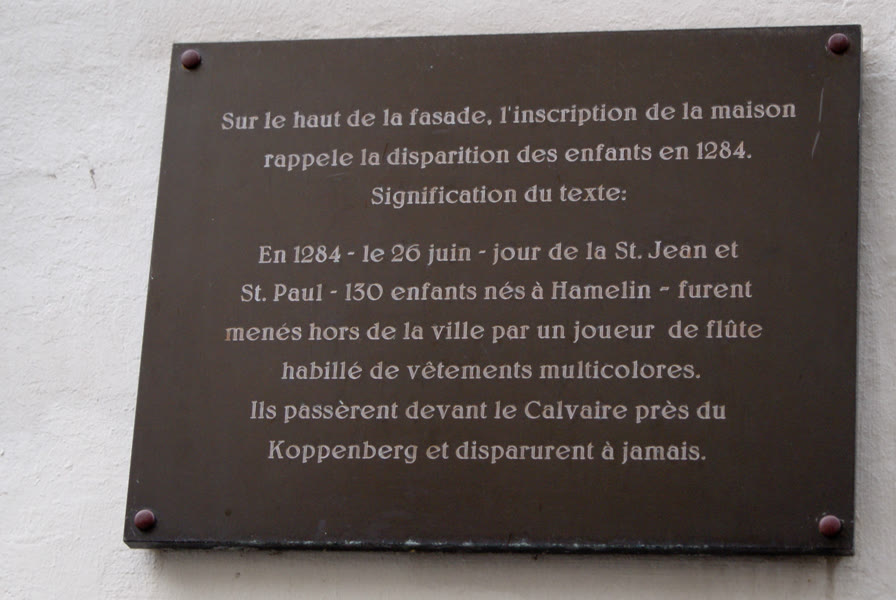 Sur le haut de la fasade, l'inscription de la maison
rappele la disparition des enfants en 1284.
Signification du texte:
En 1284 - le 26 juin - jour de la St. Jean et
St. Paul - 130 enfants nés à Hamelin - furent
menés hors de la ville par un joueur de flûte
habillé de vêtements multicolores.
Ils passèrent devant le Calvaire près du
Koppenberg et disparurent à jamais.